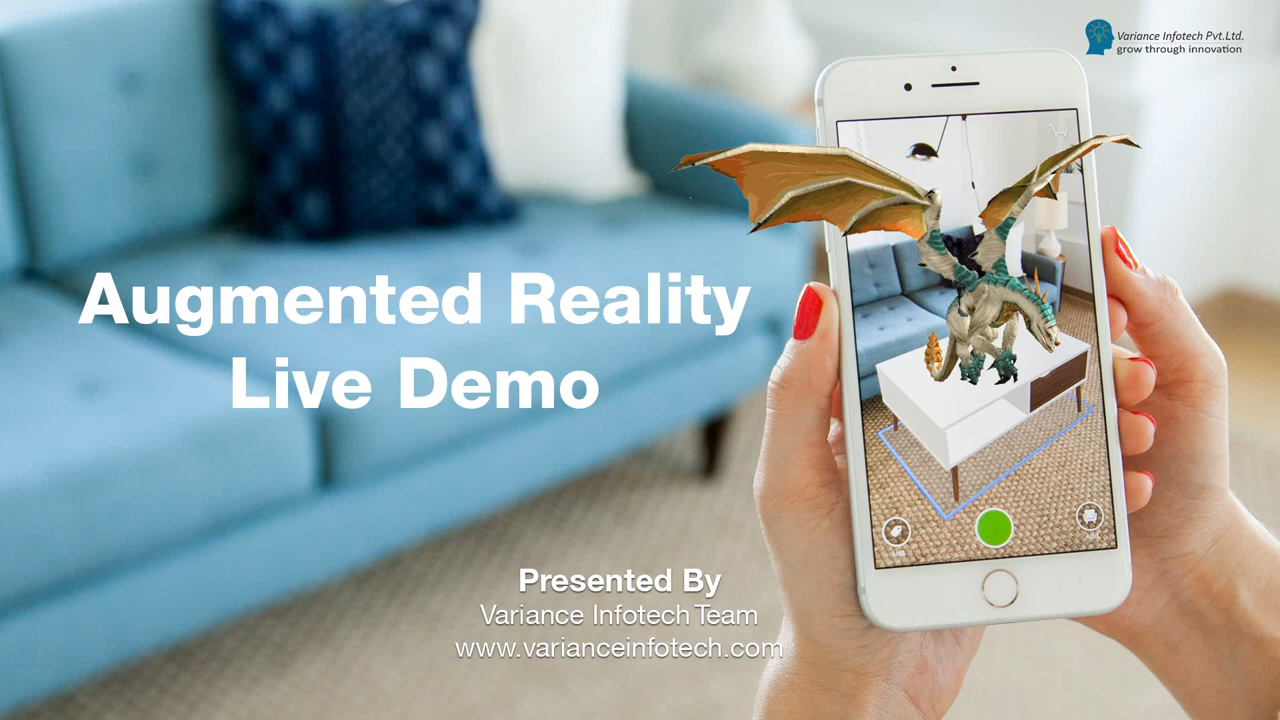 Variance Infotech Pvt.Ltd.
grow through innovation
Augmented Reality
Live Demo
Presented By
Variance Infotech Team
www.varianceinfotech.com